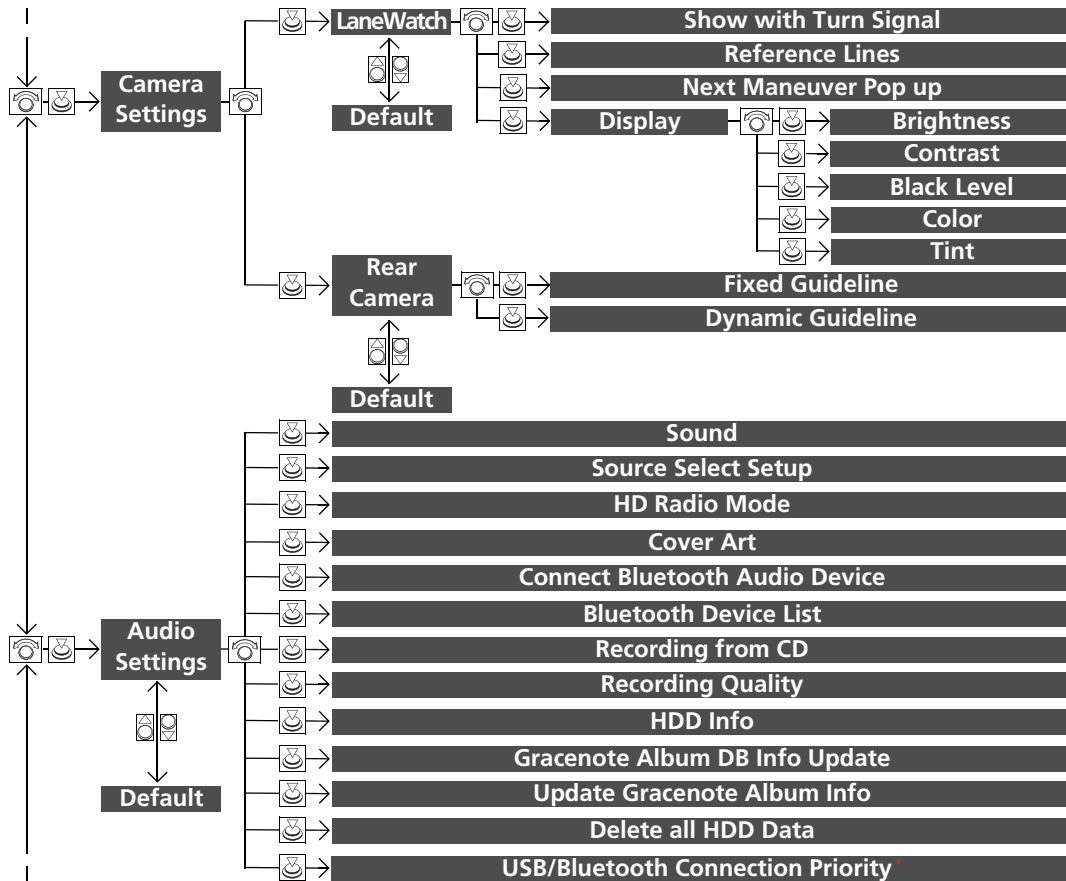 LaneWatch
Show with Turn Signal
Reference Lines
Next Maneuver Pop up
Camera
Settings
Default
Display
Brightness
Contrast
Black Level
Color
Tint
Rear
Camera
Fixed Guideline
Dynamic Guideline
Default
Sound
Source Select Setup
HD Radio Mode
Cover Art
Connect Bluetooth Audio Device
Bluetooth Device List
Audio
Settings
Recording from CD
Recording Quality
HDD Info
Gracenote Album DB Info Update
Default
Update Gracenote Album Info
Delete all HDD Data
USB/Bluetooth Connection Priority*